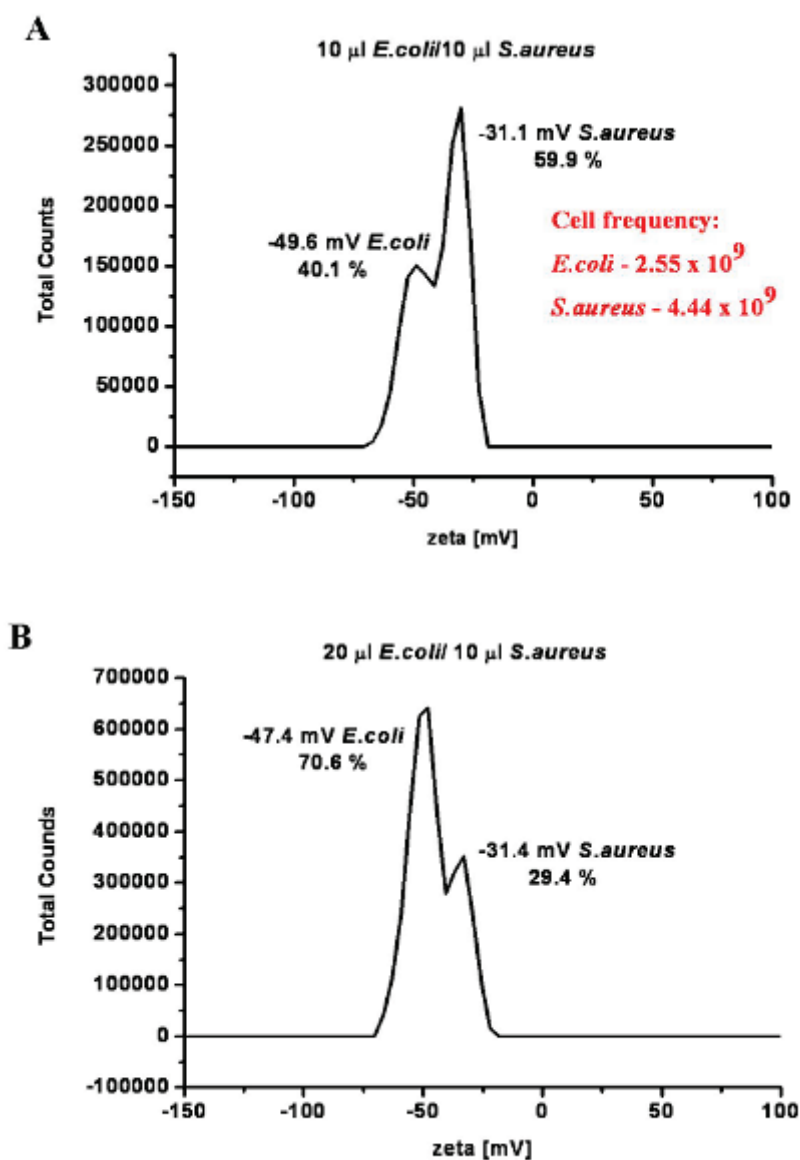 A
10 μl E.coli/10 μl S.aureus
300000
250000
200000
150000
100000
50000
0
Total Counts
-31.1 mV S.aureus
59.9 %
-49.6 mV E.coli
40.1 %
Cell frequency:
E.coli - 2.55 x 10⁹
S.aureus - 4.44 x 10⁹
-150
-100
-50
0
50
100
zeta [mV]
B
20 μl E.coli/ 10 μl S.aureus
700000
600000
500000
400000
300000
200000
100000
0
-100000
Total Counds
-47.4 mV E.coli
70.6 %
-31.4 mV S.aureus
29.4 %
-150
-100
-50
0
50
100
zeta [mV]